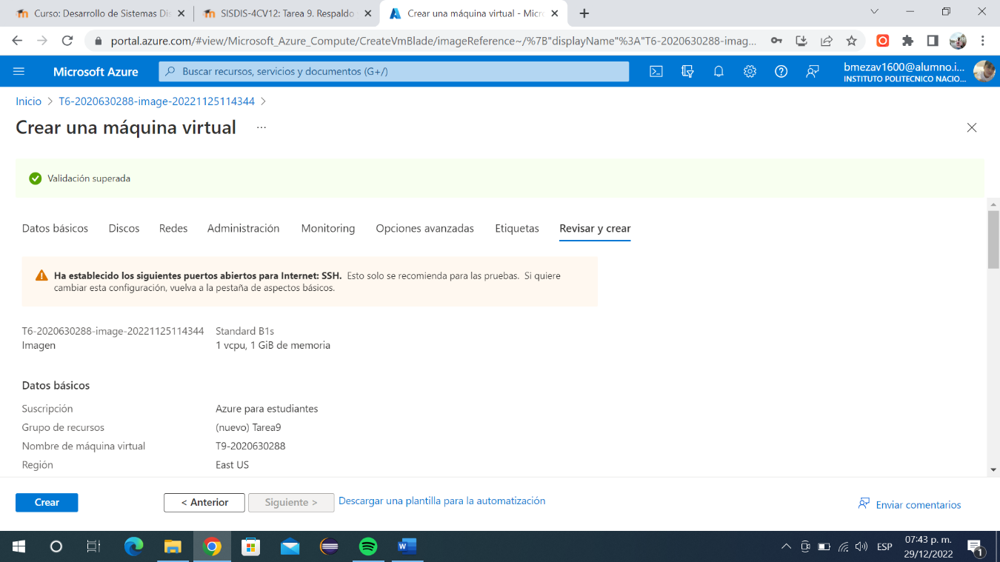 Curso: Desarrollo de Sistemas Dis
SISDIS-4CV12: Tarea 9. Respaldo
Crear una máquina virtual - Micro
portal.azure.com/#view/Microsoft_Azure_Compute/CreateVmBlade/imageReference~/%7B"displayName"%3A"T6-2020630288-imag...
Microsoft Azure
Buscar recursos, servicios y documentos (G+/)
bmezav1600@alumno.i...
INSTITUTO POLITECNICO NACIO...
Inicio > T6-2020630288-image-20221125114344 >
Crear una máquina virtual ...
Validación superada
Datos básicos Discos Redes Administración Monitoring Opciones avanzadas Etiquetas Revisar y crear
Ha establecido los siguientes puertos abiertos para Internet: SSH. Esto solo se recomienda para las pruebas. Si quiere
cambiar esta configuración, vuelva a la pestaña de aspectos básicos.
T6-2020630288-image-20221125114344 Standard B1s
Imagen 1 vcpu, 1 GiB de memoria
Datos básicos
Suscripción Azure para estudiantes
Grupo de recursos (nuevo) Tarea9
Nombre de máquina virtual T9-2020630288
Región East US
Crear < Anterior Siguiente > Descargar una plantilla para la automatización
Enviar comentarios
ESP
07:43 p. m.
29/12/2022
1